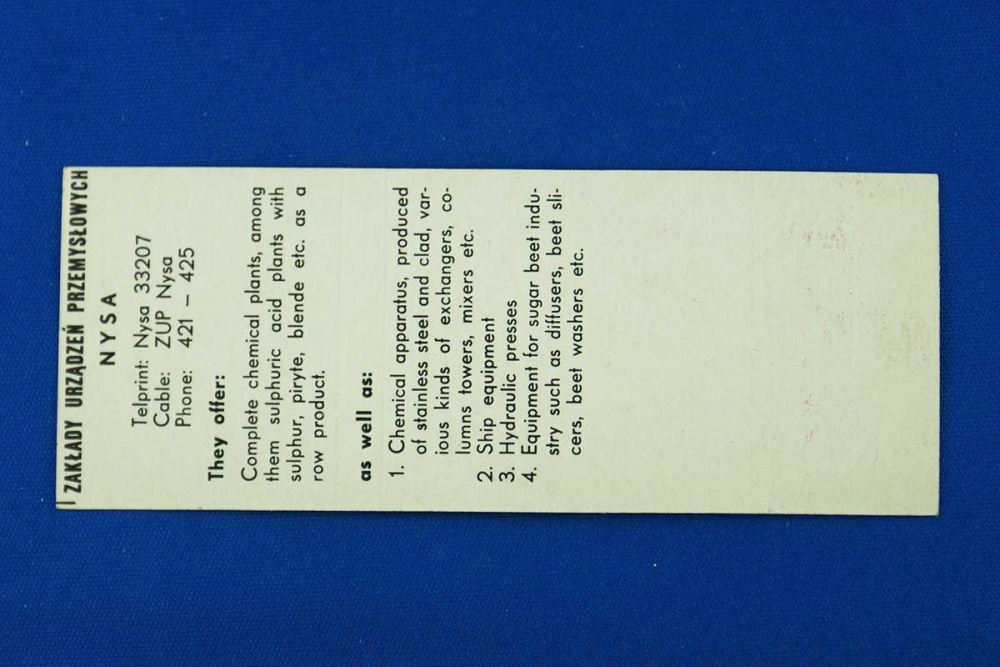 ZAKŁADY URZĄDZEŃ PRZEMYSŁOWYCH
NYSA
Telprint: Nysa 33207
Cable: ZUP Nysa
Phone: 421 – 425
They offer:
Complete chemical plants, among
them sulphuric acid plants with
sulphur, piryte, blende etc. as a
row product.
as well as:
1. Chemical apparatus, produced
of stainless steel and clad, var-
ious kinds of exchangers, co-
lumns towers, mixers etc.
2. Ship equipment
3. Hydraulic presses
4. Equipment for sugar beet indu-
stry such as diffusers, beet sli-
cers, beet washers etc.